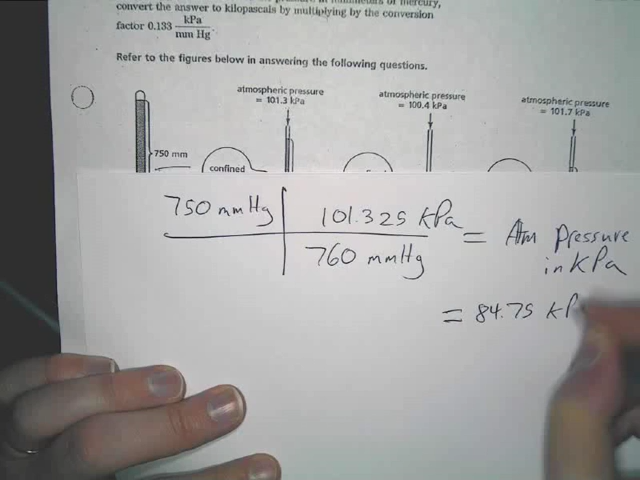 convert the answer to kilopascals by multiplying by the conversion
factor 0.133 kPa
mm Hg
Refer to the figures below in answering the following questions.
atmospheric pressure
= 101.3 kPa
atmospheric pressure
= 100.4 kPa
atmospheric pressure
= 101.7 kPa
750 mm
confined
750 mmHg 101.325 kPa
760 mmHg
= Atm Pressure
in kPa
= 84.75 kP